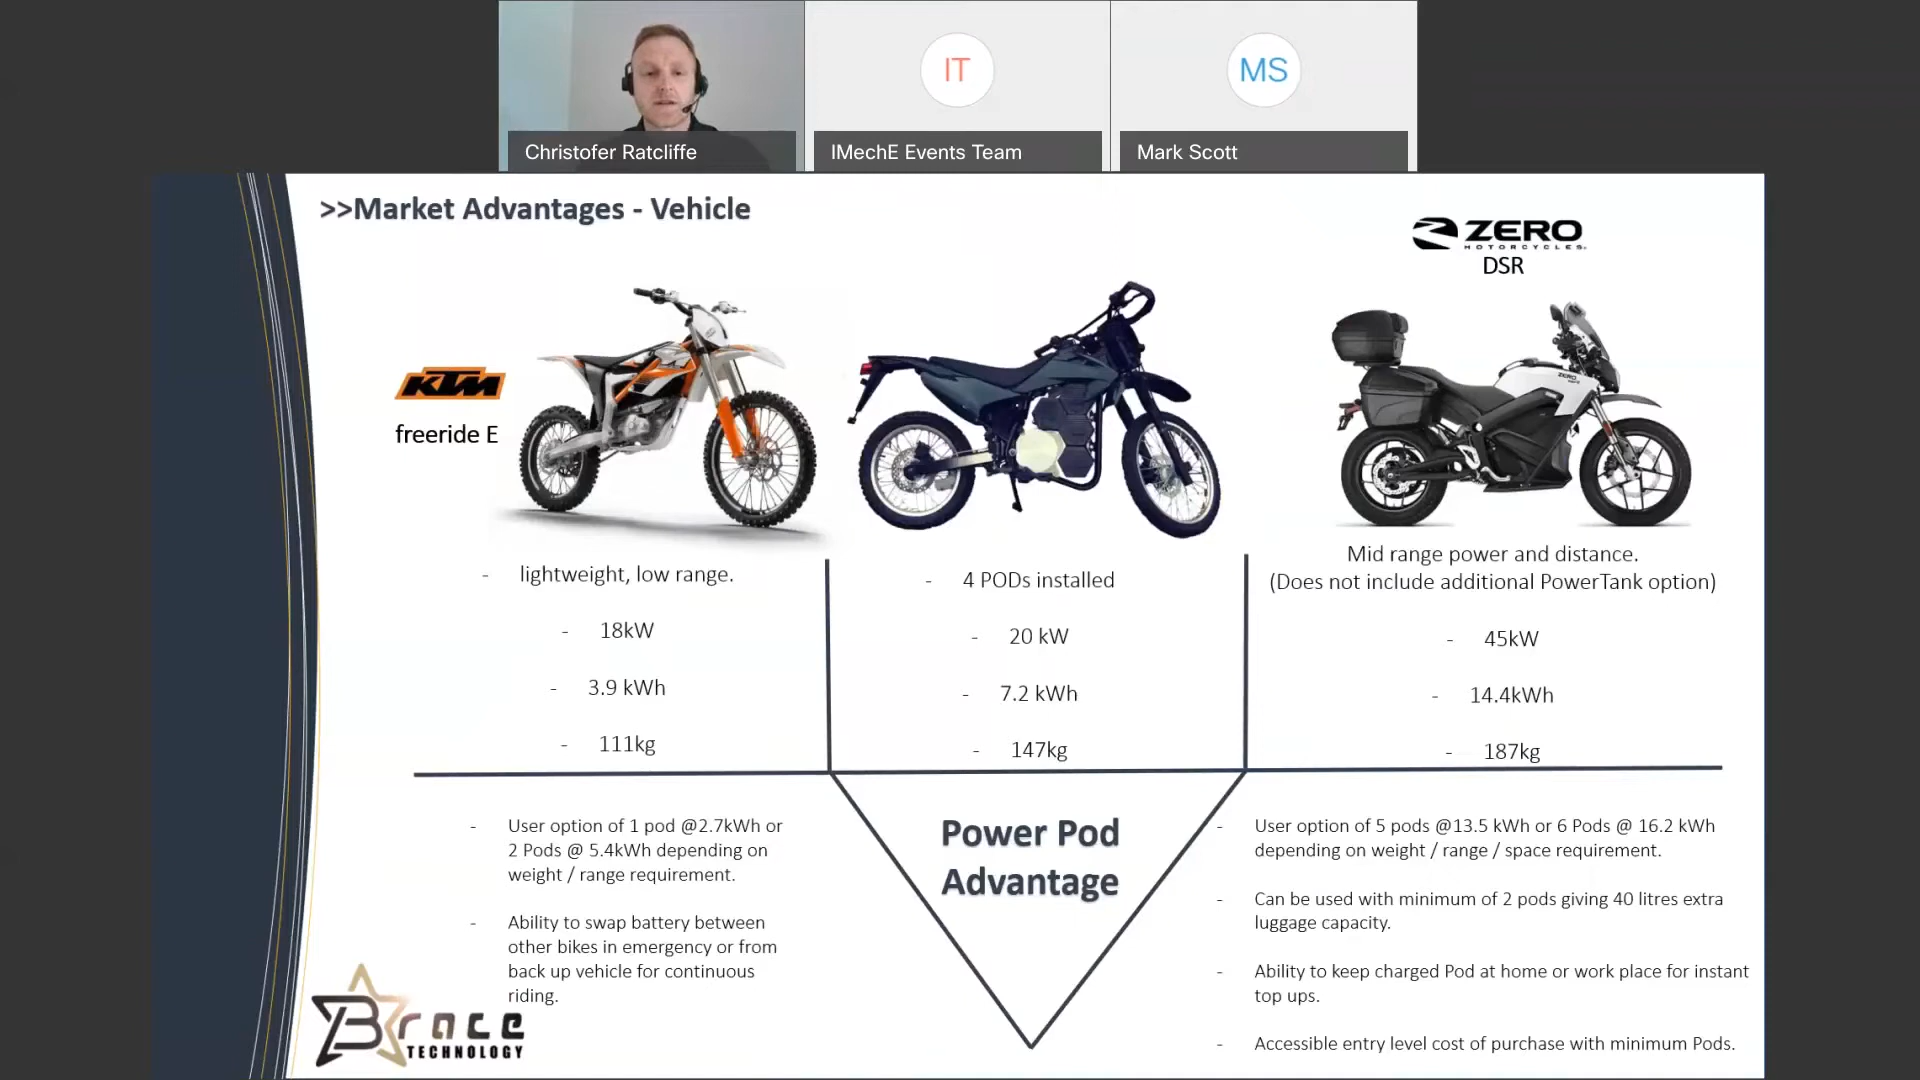 IT
MS
Christofer Ratcliffe
IMechE Events Team
Mark Scott
>>Market Advantages - Vehicle
ZERO
MOTORCYCLES
DSR
KTM
freeride E
ZERO
- lightweight, low range.
- 18kW
- 3.9 kWh
- 111kg
- 4 PODs installed
- 20 kW
- 7.2 kWh
- 147kg
Mid range power and distance.
(Does not include additional PowerTank option)
- 45kW
- 14.4kWh
- 187kg
- User option of 1 pod @2.7kWh or
2 Pods @ 5.4kWh depending on
weight / range requirement.
- Ability to swap battery between
other bikes in emergency or from
back up vehicle for continuous
riding.
Power Pod
Advantage
- User option of 5 pods @13.5 kWh or 6 Pods @ 16.2 kWh
depending on weight / range / space requirement.
- Can be used with minimum of 2 pods giving 40 litres extra
luggage capacity.
- Ability to keep charged Pod at home or work place for instant
top ups.
- Accessible entry level cost of purchase with minimum Pods.
Brace
TECHNOLOGY